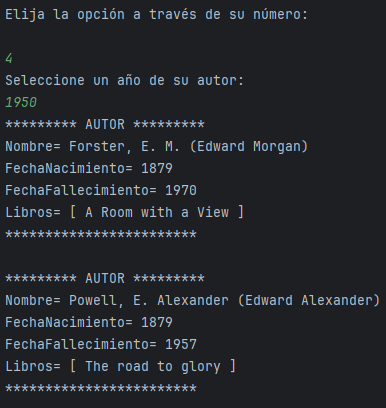 Elija la opción a través de su número:
4
Seleccione un año de su autor:
1950
********* AUTOR *********
Nombre= Forster, E. M. (Edward Morgan)
FechaNacimiento= 1879
FechaFallecimiento= 1970
Libros= [ A Room with a View ]
************************
********* AUTOR *********
Nombre= Powell, E. Alexander (Edward Alexander)
FechaNacimiento= 1879
FechaFallecimiento= 1957
Libros= [ The road to glory ]
************************